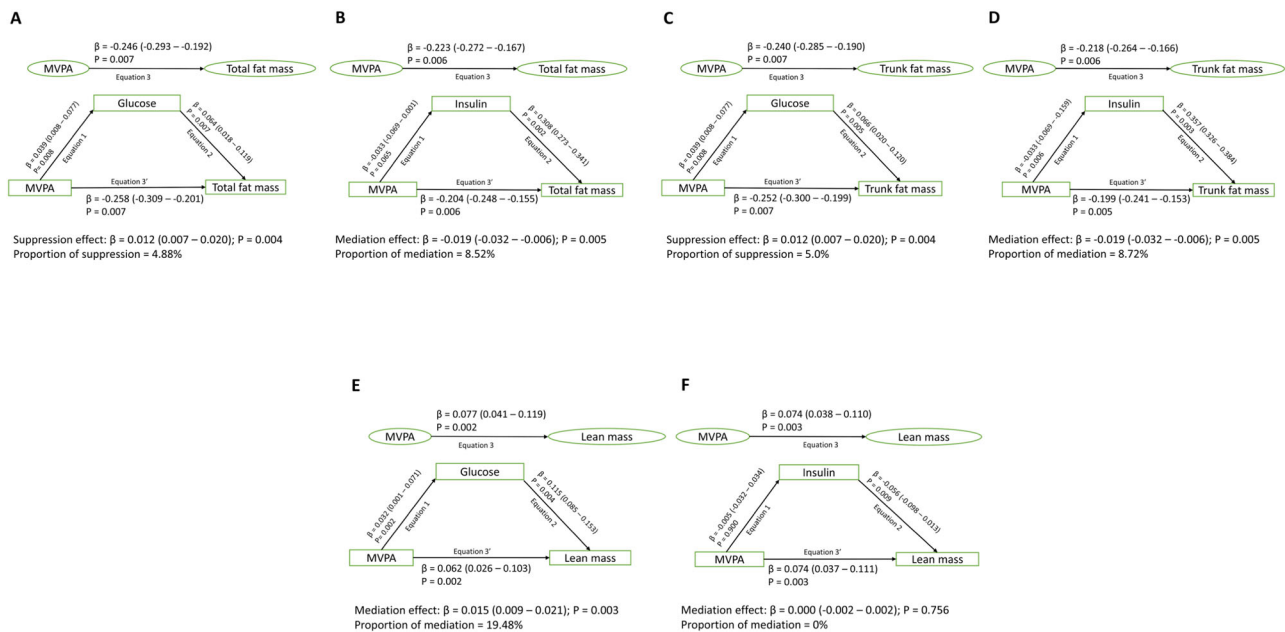 A
β = -0.246 (-0.293 – -0.192)
P = 0.007
MVPA
Equation 3
Total fat mass
Glucose
β = 0.039 (0.008 – 0.077)
P= 0.008
Equation 1
β = 0.064 (0.018 – 0.119)
P = 0.007
Equation 2
MVPA
Equation 3'
Total fat mass
β = -0.258 (-0.309 – -0.201)
P = 0.007
Suppression effect: β = 0.012 (0.007 – 0.020); P = 0.004
Proportion of suppression = 4.88%
B
β = -0.223 (-0.272 – -0.167)
P = 0.006
MVPA
Equation 3
Total fat mass
Insulin
β = -0.033 (-0.069 – -0.001)
P = 0.065
Equation 1
β = 0.308 (0.273 – 0.341)
P = 0.002
Equation 2
MVPA
Equation 3'
Total fat mass
β = -0.204 (-0.248 – -0.155)
P = 0.006
Mediation effect: β = -0.019 (-0.032 – -0.006); P = 0.005
Proportion of mediation = 8.52%
C
β = -0.240 (-0.285 – -0.190)
P = 0.007
MVPA
Equation 3
Trunk fat mass
Glucose
β = 0.039 (0.008 – 0.077)
P = 0.008
Equation 1
β = 0.066 (0.020 – 0.120)
P = 0.005
Equation 2
MVPA
Equation 3'
Trunk fat mass
β = -0.252 (-0.300 – -0.199)
P = 0.007
Suppression effect: β = 0.012 (0.007 – 0.020); P = 0.004
Proportion of suppression = 5.0%
D
β = -0.218 (-0.264 – -0.166)
P = 0.006
MVPA
Equation 3
Trunk fat mass
Insulin
β = -0.033 (-0.069 – -0.159)
P = 0.006
Equation 1
β = 0.357 (0.326 – 0.384)
P = 0.003
Equation 2
MVPA
Equation 3'
Trunk fat mass
β = -0.199 (-0.241 – -0.153)
P = 0.005
Mediation effect: β = -0.019 (-0.032 – -0.006); P = 0.005
Proportion of mediation = 8.72%
E
β = 0.077 (0.041 – 0.119)
P = 0.002
MVPA
Equation 3
Lean mass
Glucose
β = 0.032 (0.001 – 0.071)
P= 0.002
Equation 1
β = 0.115 (0.085 – 0.153)
P = 0.004
Equation 2
MVPA
Equation 3'
Lean mass
β = 0.062 (0.026 – 0.103)
P = 0.002
Mediation effect: β = 0.015 (0.009 – 0.021); P = 0.003
Proportion of mediation = 19.48%
F
β = 0.074 (0.038 – 0.110)
P = 0.003
MVPA
Equation 3
Lean mass
Insulin
β = -0.005 (-0.032 – 0.034)
P = 0.900
Equation 1
β = -0.056 (-0.098 – 0.013)
P = 0.009
Equation 2
MVPA
Equation 3'
Lean mass
β = 0.074 (0.037 – 0.111)
P = 0.003
Mediation effect: β = 0.000 (-0.002 – 0.002); P = 0.756
Proportion of mediation = 0%